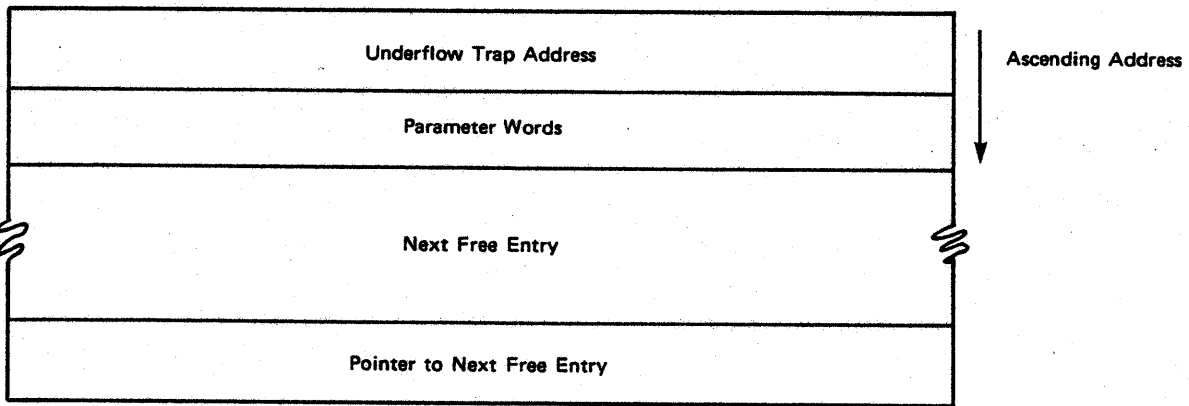 Underflow Trap Address
Ascending Address
Parameter Words
Next Free Entry
Pointer to Next Free Entry